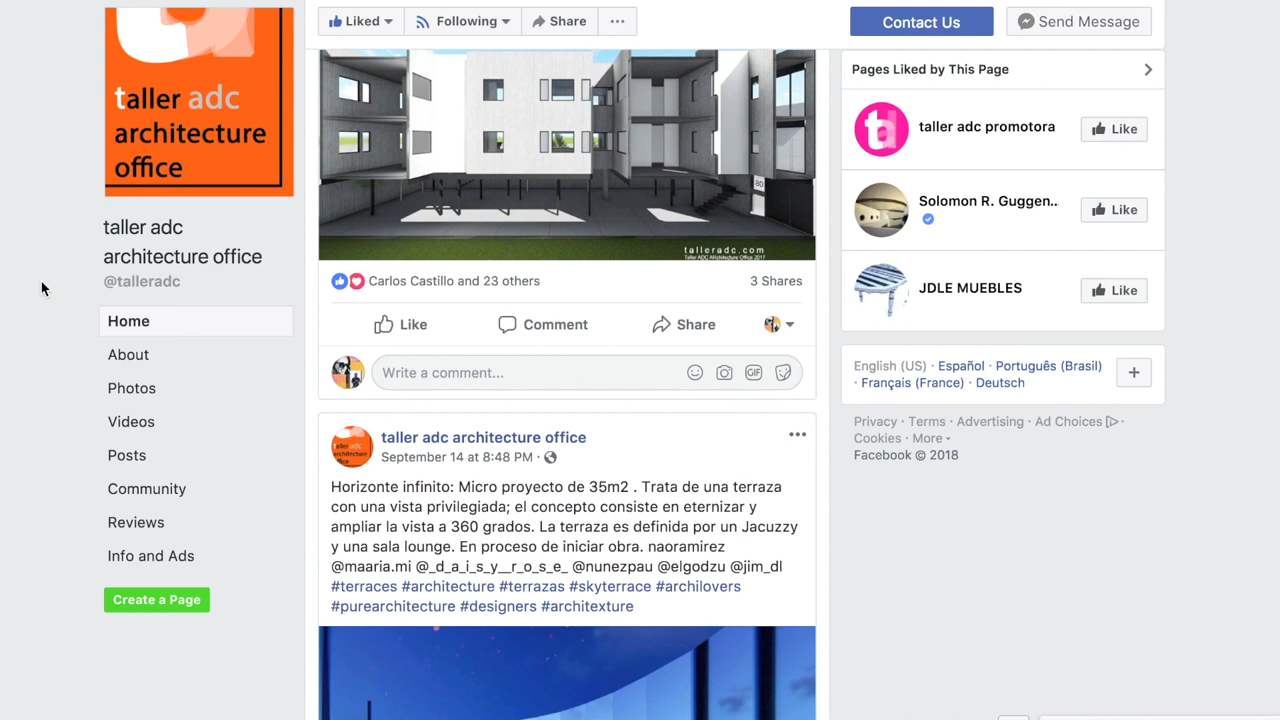 taller adc
architecture
office
taller adc
architecture office
@talleradc
Home
About
Photos
Videos
Posts
Community
Reviews
Info and Ads
Create a Page
Liked
Following
Share
Contact Us
Send Message
80
talleradc.com
Taller ADC ARchitecture Office 2017
Carlos Castillo and 23 others
3 Shares
Like
Comment
Share
Write a comment...
GIF
taller adc architecture office
September 14 at 8:48 PM ·
Horizonte infinito: Micro proyecto de 35m2 . Trata de una terraza
con una vista privilegiada; el concepto consiste en eternizar y
ampliar la vista a 360 grados. La terraza es definida por un Jacuzzy
y una sala lounge. En proceso de iniciar obra. naoramirez
@maaria.mi @_d_a_i_s_y__r_o_s_e_ @nunezpau @elgodzu @jim_dl
#terraces #architecture #terrazas #skyterrace #archilovers
#purearchitecture #designers #architexture
Pages Liked by This Page
taller adc promotora
Like
Solomon R. Guggen..
Like
JDLE MUEBLES
Like
English (US) · Español · Português (Brasil)
· Français (France) · Deutsch
Privacy · Terms · Advertising · Ad Choices ·
Cookies · More
Facebook © 2018